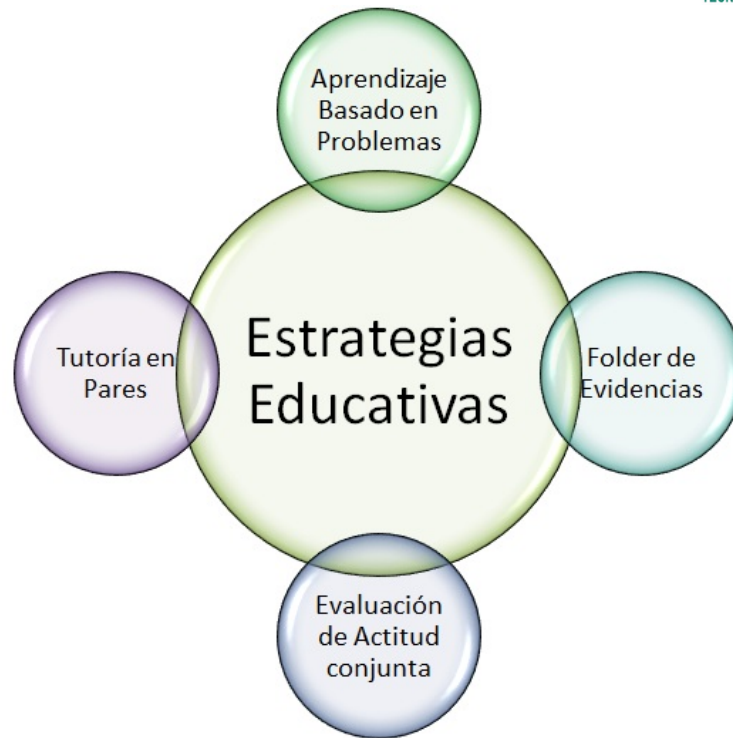 Aprendizaje
Basado en
Problemas
Tutoría en
Pares
Estrategias
Educativas
Folder de
Evidencias
Evaluación
de Actitud
conjunta